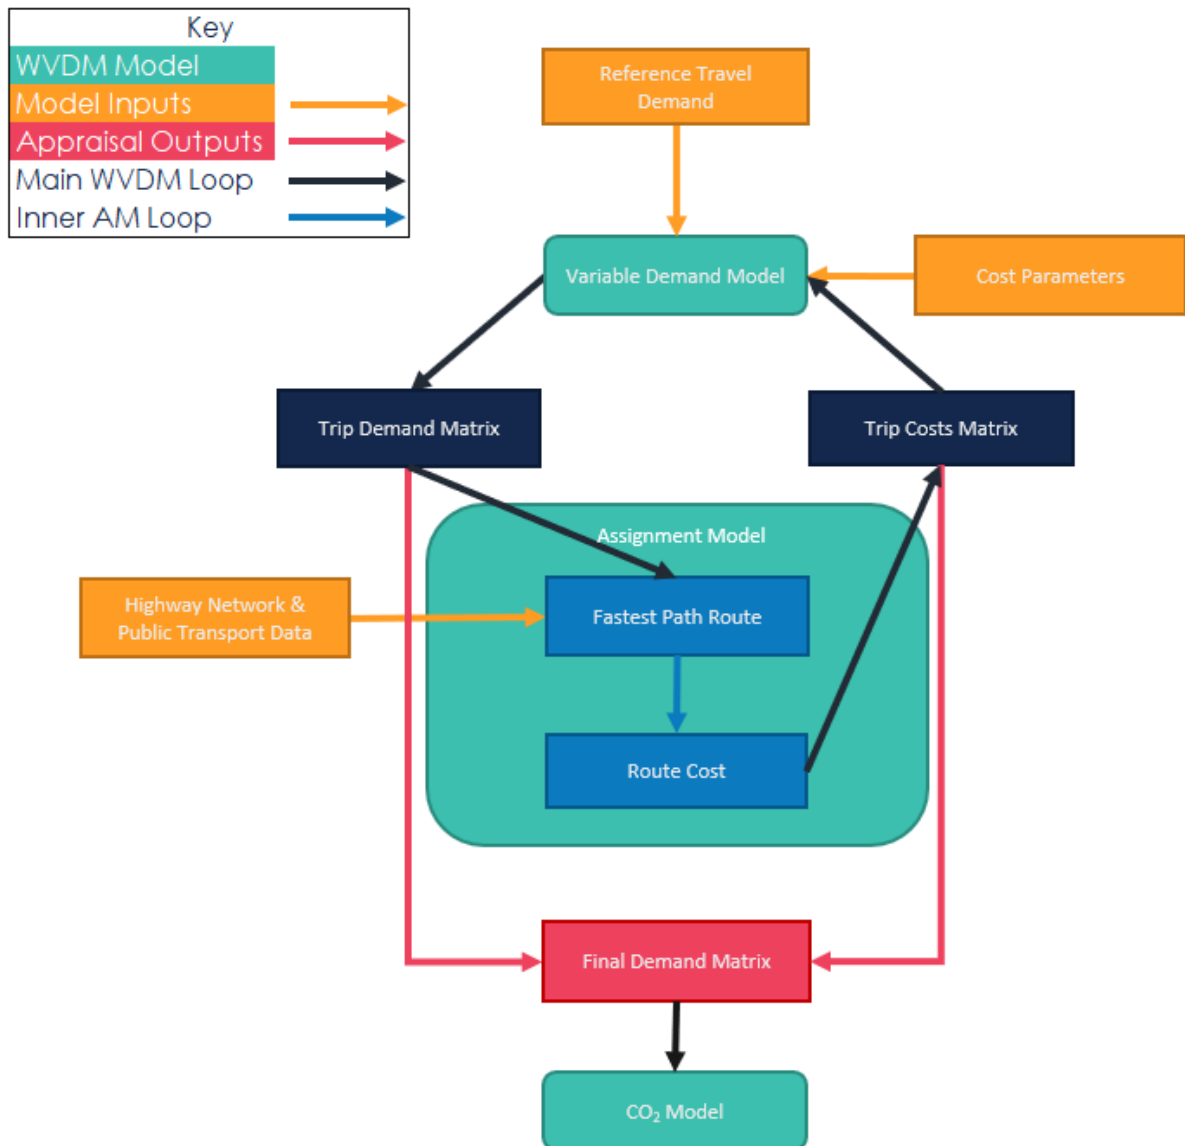 Key
WVDM Model
Model Inputs
Appraisal Outputs
Main WVDM Loop
Inner AM Loop
Reference Travel
Demand
Variable Demand Model
Cost Parameters
Trip Demand Matrix
Trip Costs Matrix
Assignment Model
Highway Network &
Public Transport Data
Fastest Path Route
Route Cost
Final Demand Matrix
CO₂ Model